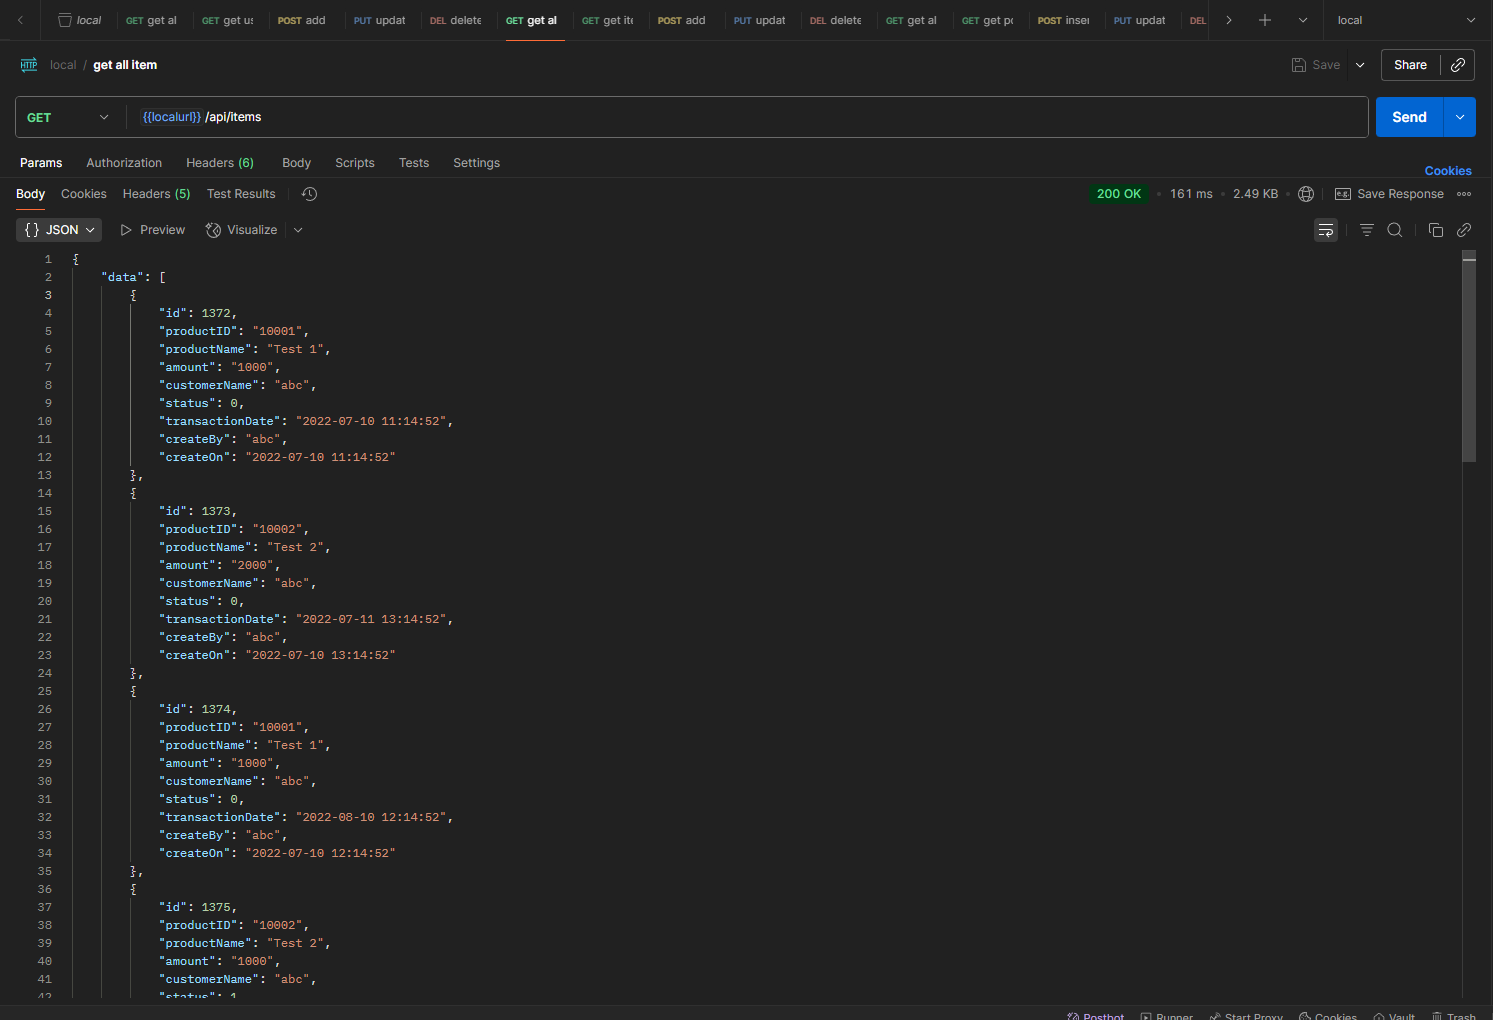 local GET get al GET get us POST add PUT updat DEL delete GET get al GET get ite POST add PUT updat DEL delete GET get al GET get po POST inser PUT updat DEL local
HTTP local / get all item Save Share
GET {{localurl}} /api/items Send
Params Authorization Headers (6) Body Scripts Tests Settings Cookies
Body Cookies Headers (5) Test Results 200 OK 161 ms 2.49 KB e.g. Save Response
{} JSON Preview Visualize
1 {
2 "data": [
3 {
4 "id": 1372,
5 "productID": "10001",
6 "productName": "Test 1",
7 "amount": "1000",
8 "customerName": "abc",
9 "status": 0,
10 "transactionDate": "2022-07-10 11:14:52",
11 "createBy": "abc",
12 "createOn": "2022-07-10 11:14:52"
13 },
14 {
15 "id": 1373,
16 "productID": "10002",
17 "productName": "Test 2",
18 "amount": "2000",
19 "customerName": "abc",
20 "status": 0,
21 "transactionDate": "2022-07-11 13:14:52",
22 "createBy": "abc",
23 "createOn": "2022-07-10 13:14:52"
24 },
25 {
26 "id": 1374,
27 "productID": "10001",
28 "productName": "Test 1",
29 "amount": "1000",
30 "customerName": "abc",
31 "status": 0,
32 "transactionDate": "2022-08-10 12:14:52",
33 "createBy": "abc",
34 "createOn": "2022-07-10 12:14:52"
35 },
36 {
37 "id": 1375,
38 "productID": "10002",
39 "productName": "Test 2",
40 "amount": "1000",
41 "customerName": "abc",
42 "status": 1
Postbot Runner Start Proxy Cookies Vault Trash